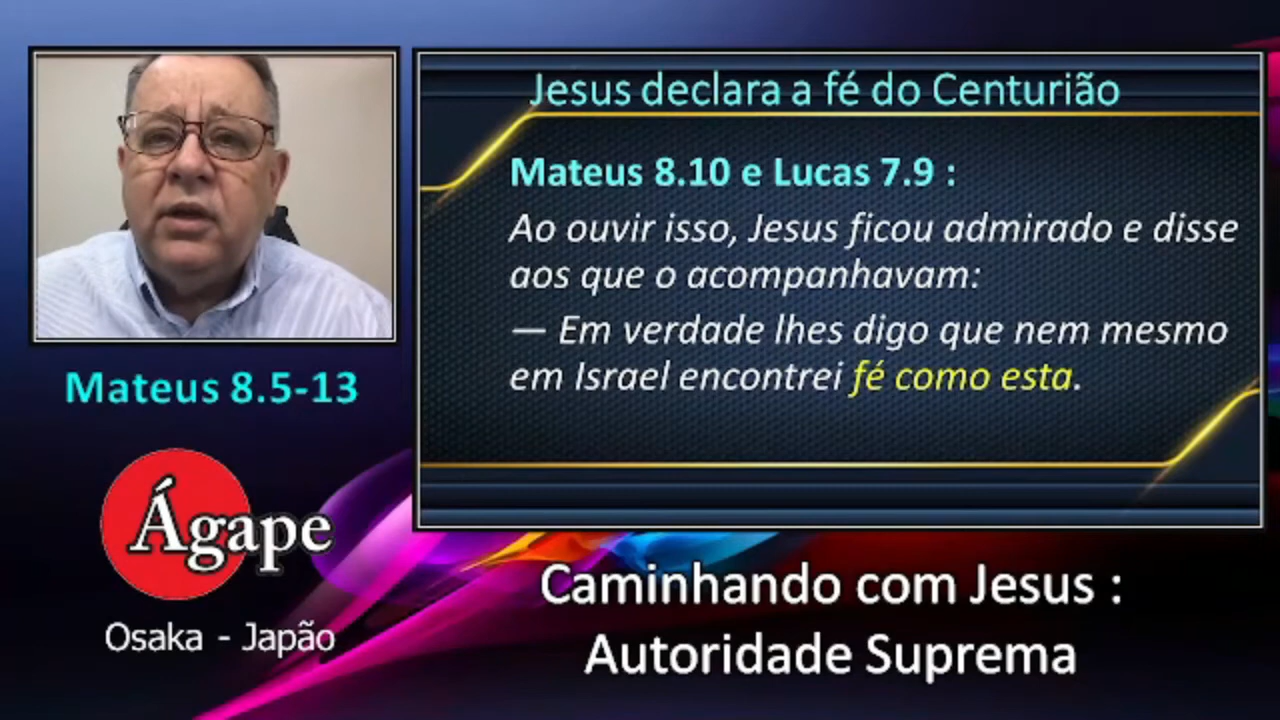 Jesus declara a fé do Centurião
Mateus 8.10 e Lucas 7.9 :
Ao ouvir isso, Jesus ficou admirado e disse
aos que o acompanhavam:
— Em verdade lhes digo que nem mesmo
em Israel encontrei fé como esta.
Mateus 8.5-13
Ágape
Osaka - Japão
Caminhando com Jesus :
Autoridade Suprema